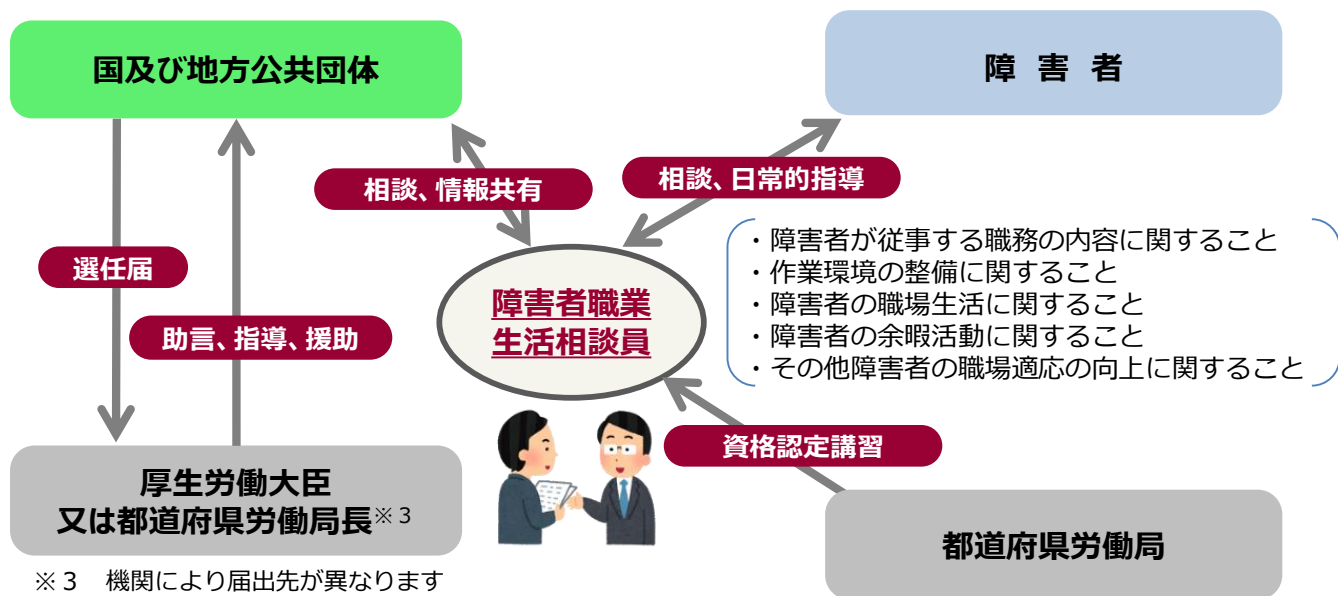 国及び地方公共団体
障 害 者
相談、情報共有
相談、日常的指導
選任届
助言、指導、援助
障害者職業
生活相談員
・障害者が従事する職務の内容に関すること
・作業環境の整備に関すること
・障害者の職場生活に関すること
・障害者の余暇活動に関すること
・その他障害者の職場適応の向上に関すること
資格認定講習
厚生労働大臣
又は都道府県労働局長※3
都道府県労働局
※3 機関により届出先が異なります